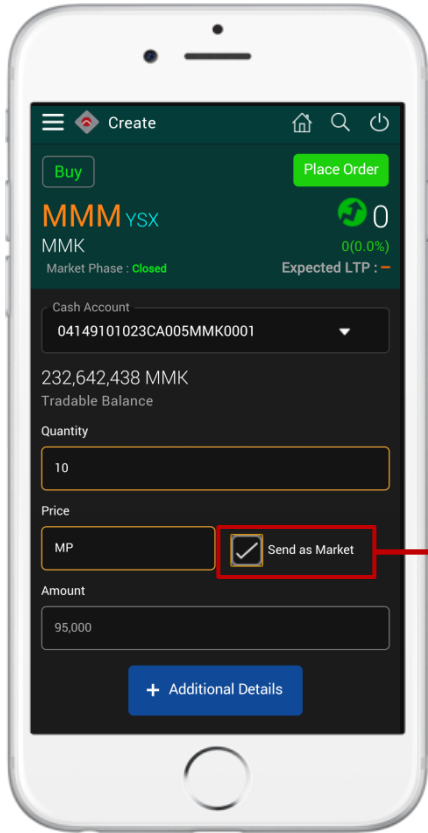 Create
Buy
Place Order
MMM YSX
0
MMK
0(0.0%)
Market Phase : Closed
Expected LTP : –
Cash Account
04149101023CA005MMK0001
232,642,438 MMK
Tradable Balance
Quantity
10
Price
MP
Send as Market
Amount
95,000
+ Additional Details